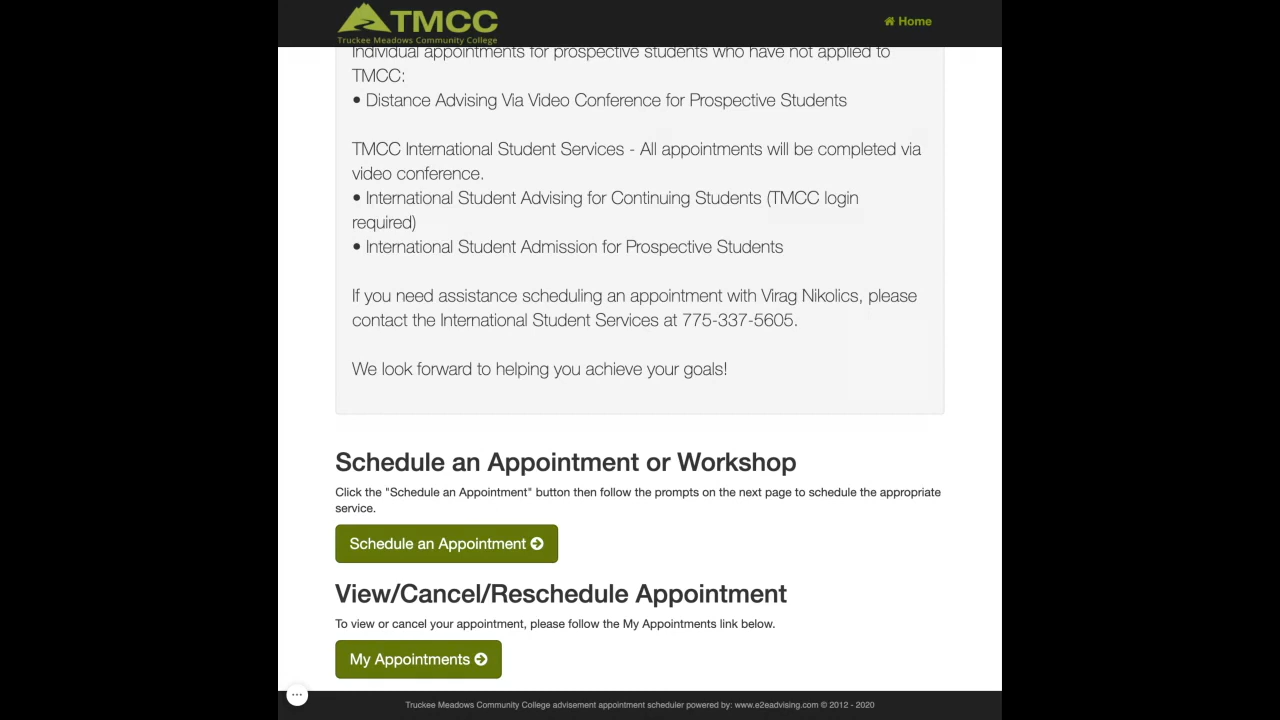 TMCC
Truckee Meadows Community College
Home
Individual appointments for prospective students who have not applied to
TMCC:
• Distance Advising Via Video Conference for Prospective Students
TMCC International Student Services - All appointments will be completed via
video conference.
• International Student Advising for Continuing Students (TMCC login
required)
• International Student Admission for Prospective Students
If you need assistance scheduling an appointment with Virag Nikolics, please
contact the International Student Services at 775-337-5605.
We look forward to helping you achieve your goals!
Schedule an Appointment or Workshop
Click the "Schedule an Appointment" button then follow the prompts on the next page to schedule the appropriate
service.
Schedule an Appointment
View/Cancel/Reschedule Appointment
To view or cancel your appointment, please follow the My Appointments link below.
My Appointments
Truckee Meadows Community College advisement appointment scheduler powered by: www.e2eadvising.com © 2012 - 2020